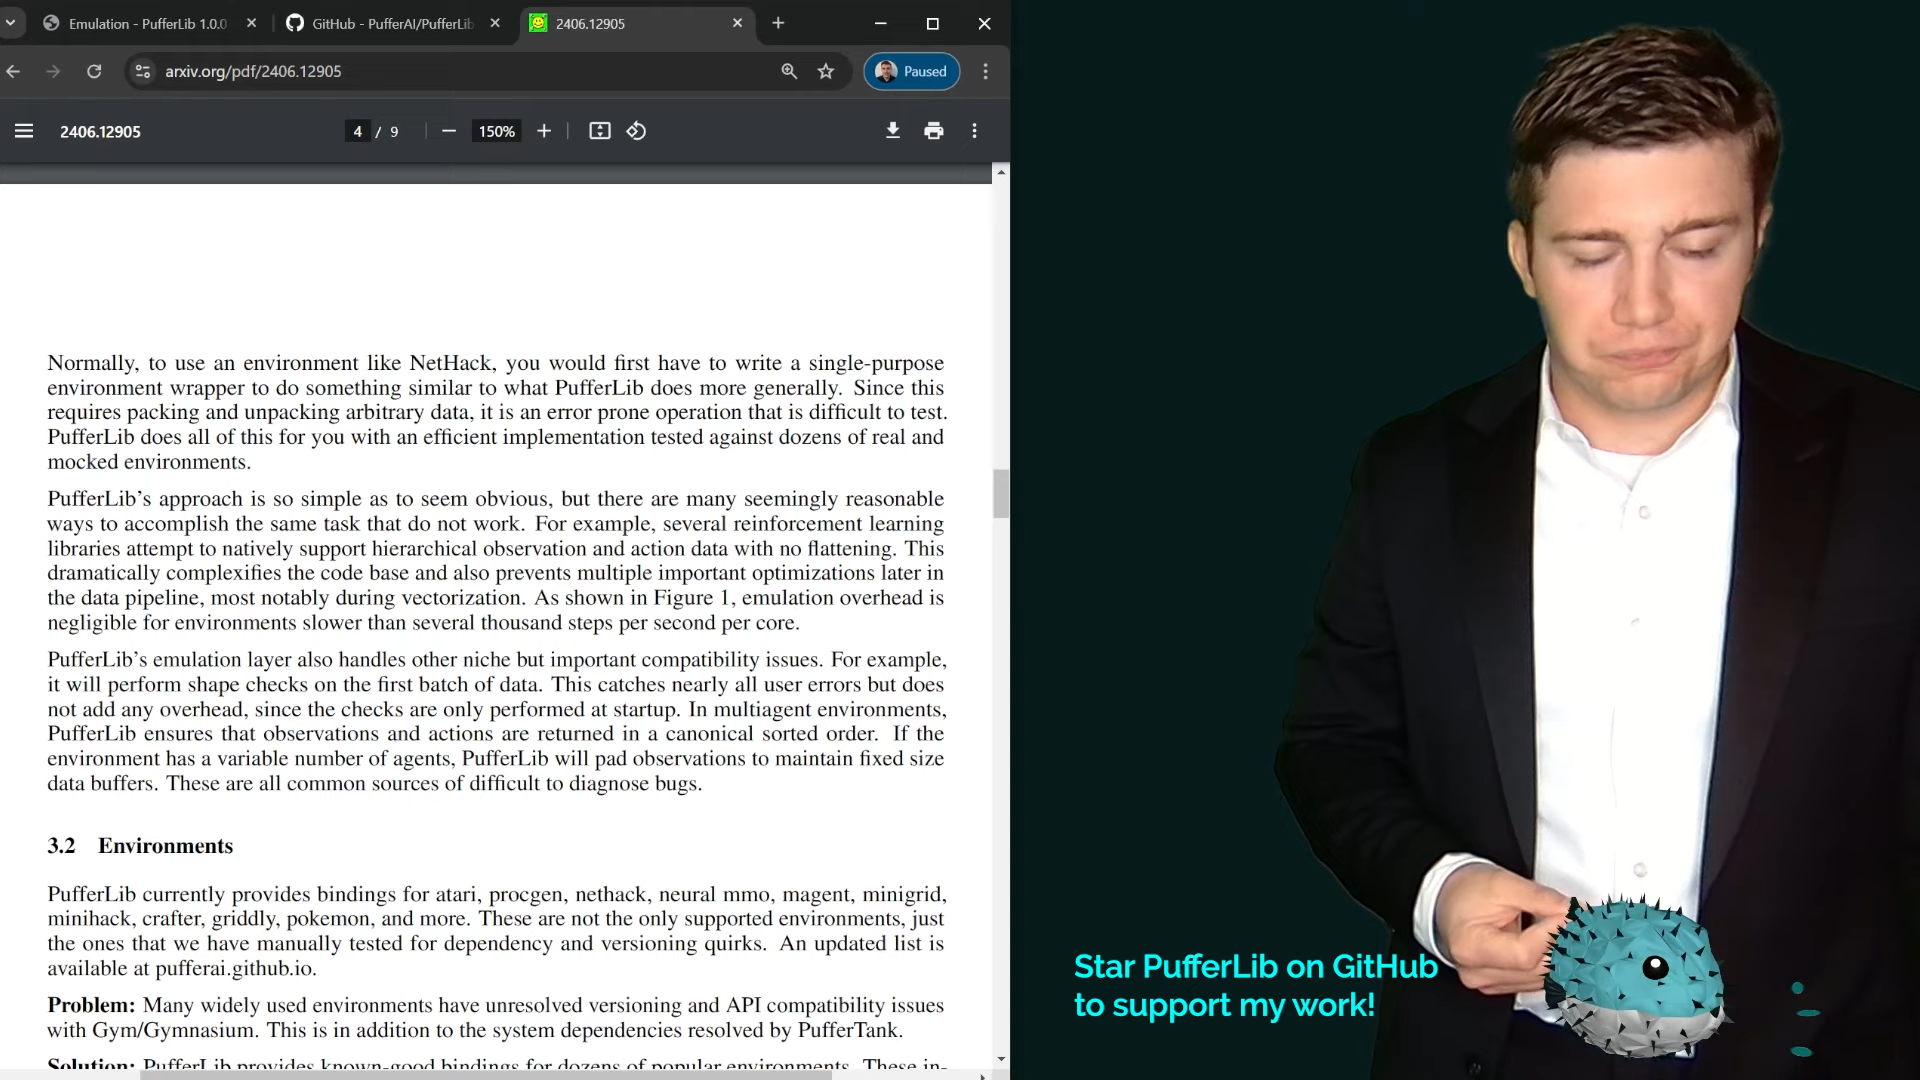 Emulation - PufferLib 1.0.0
GitHub - PufferAI/PufferLib
2406.12905
arxiv.org/pdf/2406.12905
Paused
2406.12905
4 / 9
150%
Normally, to use an environment like NetHack, you would first have to write a single-purpose
environment wrapper to do something similar to what PufferLib does more generally. Since this
requires packing and unpacking arbitrary data, it is an error prone operation that is difficult to test.
PufferLib does all of this for you with an efficient implementation tested against dozens of real and
mocked environments.
PufferLib's approach is so simple as to seem obvious, but there are many seemingly reasonable
ways to accomplish the same task that do not work. For example, several reinforcement learning
libraries attempt to natively support hierarchical observation and action data with no flattening. This
dramatically complexifies the code base and also prevents multiple important optimizations later in
the data pipeline, most notably during vectorization. As shown in Figure 1, emulation overhead is
negligible for environments slower than several thousand steps per second per core.
PufferLib's emulation layer also handles other niche but important compatibility issues. For example,
it will perform shape checks on the first batch of data. This catches nearly all user errors but does
not add any overhead, since the checks are only performed at startup. In multiagent environments,
PufferLib ensures that observations and actions are returned in a canonical sorted order. If the
environment has a variable number of agents, PufferLib will pad observations to maintain fixed size
data buffers. These are all common sources of difficult to diagnose bugs.
3.2 Environments
PufferLib currently provides bindings for atari, procgen, nethack, neural mmo, magent, minigrid,
minihack, crafter, griddly, pokemon, and more. These are not the only supported environments, just
the ones that we have manually tested for dependency and versioning quirks. An updated list is
available at pufferai.github.io.
Problem: Many widely used environments have unresolved versioning and API compatibility issues
with Gym/Gymnasium. This is in addition to the system dependencies resolved by PufferTank.
Solution: PufferLib provides known-good bindings for dozens of popular environments. These in-
Star PufferLib on GitHub
to support my work!